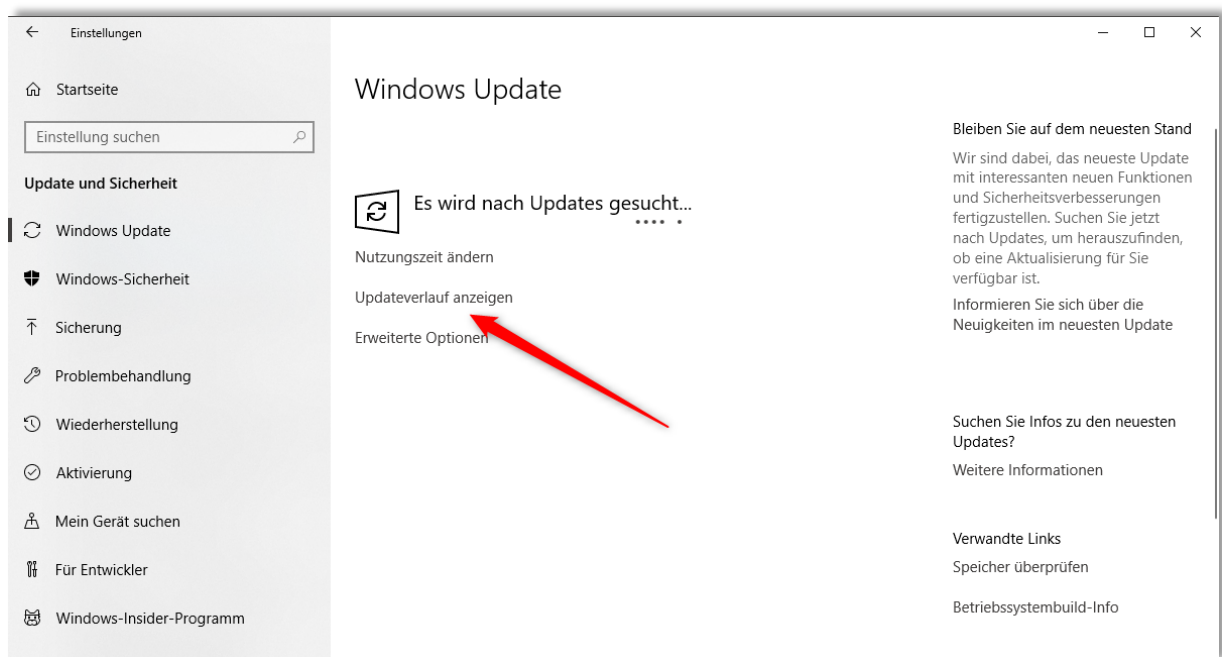 Einstellungen
Startseite
Einstellung suchen
Update und Sicherheit
Windows Update
Windows-Sicherheit
Sicherung
Problembehandlung
Wiederherstellung
Aktivierung
Mein Gerät suchen
Für Entwickler
Windows-Insider-Programm
Windows Update
Es wird nach Updates gesucht...
Nutzungszeit ändern
Updateverlauf anzeigen
Erweiterte Optionen
Bleiben Sie auf dem neuesten Stand
Wir sind dabei, das neueste Update
mit interessanten neuen Funktionen
und Sicherheitsverbesserungen
fertigzustellen. Suchen Sie jetzt
nach Updates, um herauszufinden,
ob eine Aktualisierung für Sie
verfügbar ist.
Informieren Sie sich über die
Neuigkeiten im neuesten Update
Suchen Sie Infos zu den neuesten
Updates?
Weitere Informationen
Verwandte Links
Speicher überprüfen
Betriebssystembuild-Info